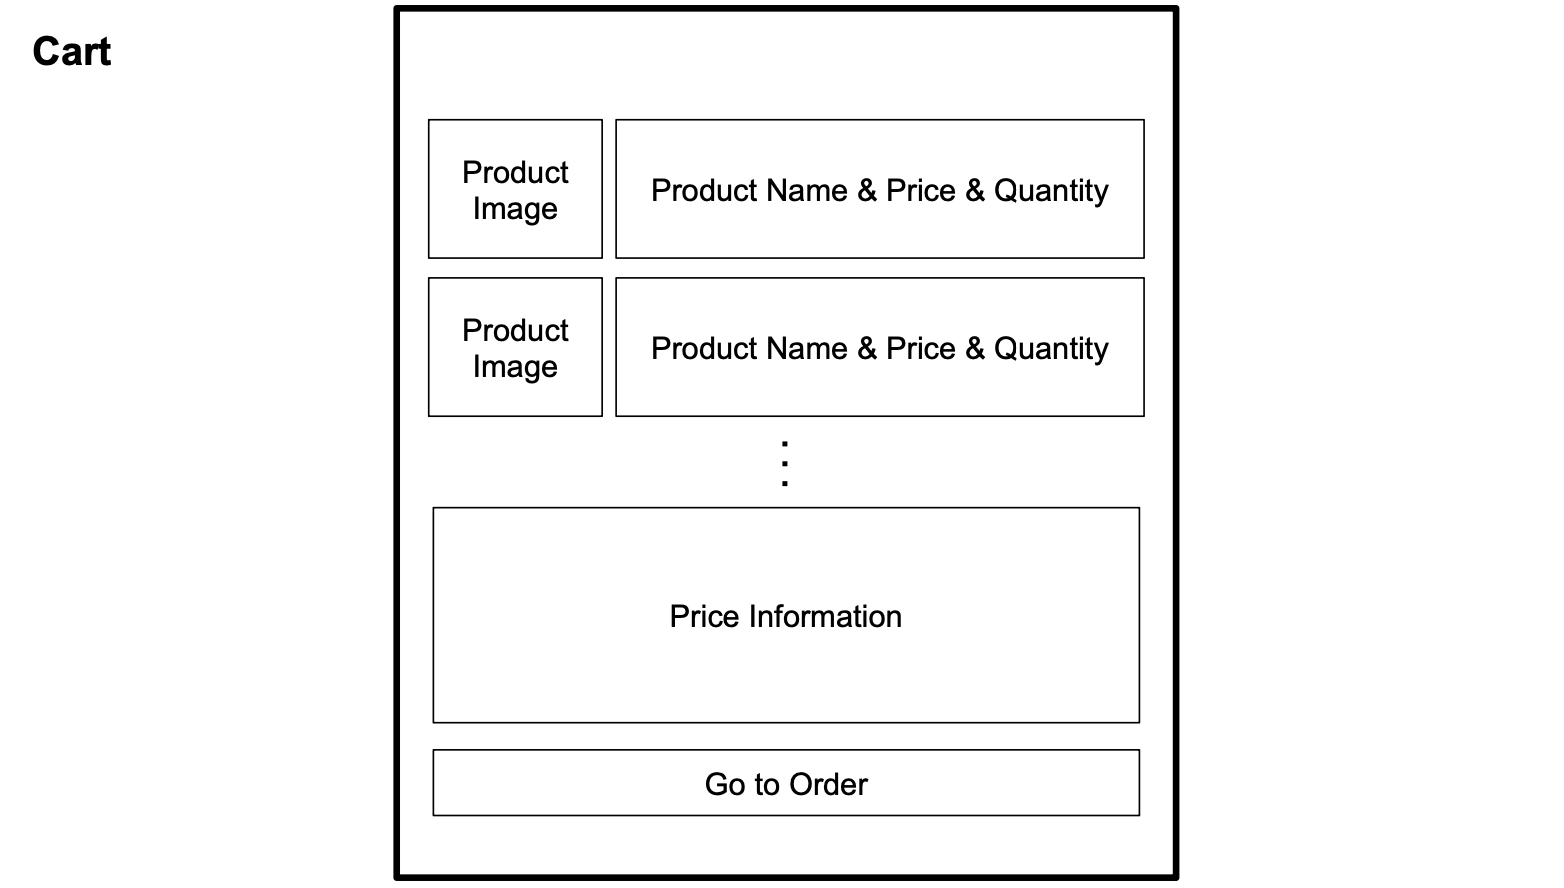 Cart
Product
Image
Product Name & Price & Quantity
Product
Image
Product Name & Price & Quantity
Price Information
Go to Order